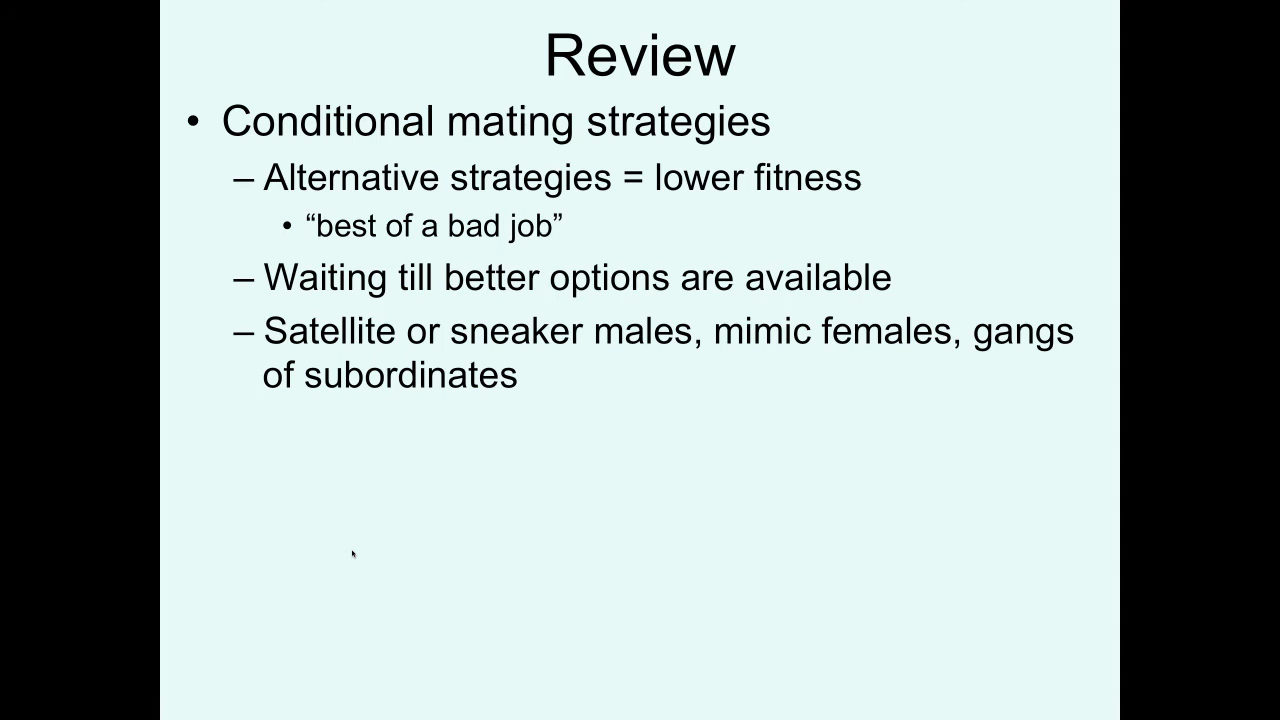 Review
• Conditional mating strategies
– Alternative strategies = lower fitness
• “best of a bad job”
– Waiting till better options are available
– Satellite or sneaker males, mimic females, gangs
of subordinates